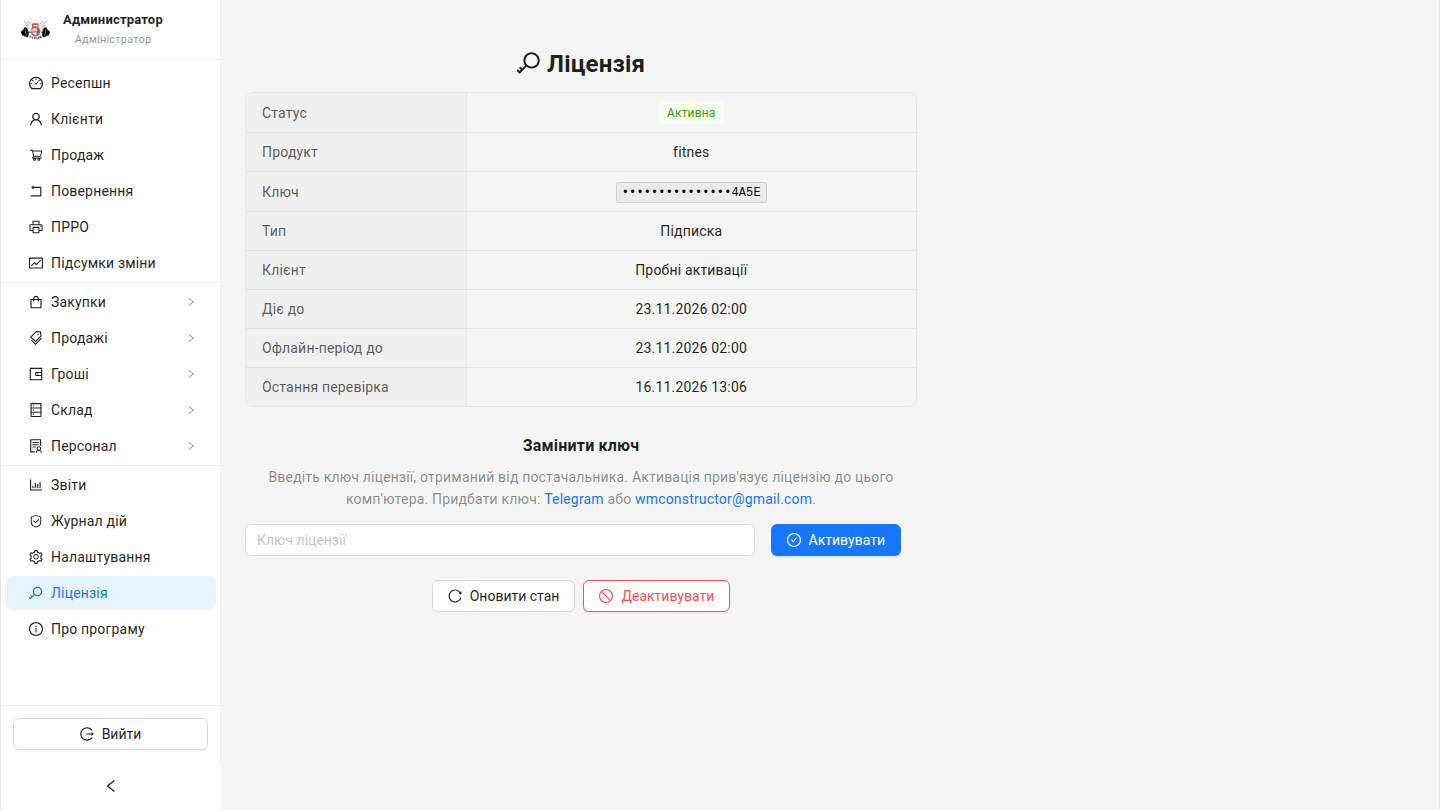 Администратор
Адміністратор
Ресепшн
Клієнти
Продаж
Повернення
ПРРО
Підсумки зміни
Закупки
Продажі
Гроші
Склад
Персонал
Звіти
Журнал дій
Налаштування
Ліцензія
Про програму
Вийти
Ліцензія
Статус Активна
Продукт fitnes
Ключ •••••••••••••••4A5E
Тип Підписка
Клієнт Пробні активації
Діє до 23.11.2026 02:00
Офлайн-період до 23.11.2026 02:00
Остання перевірка 16.11.2026 13:06
Замінити ключ
Введіть ключ ліцензії, отриманий від постачальника. Активація прив'язує ліцензію до цього
комп'ютера. Придбати ключ: Telegram або wmconstructor@gmail.com.
Ключ ліцензії Активувати
Оновити стан Деактивувати